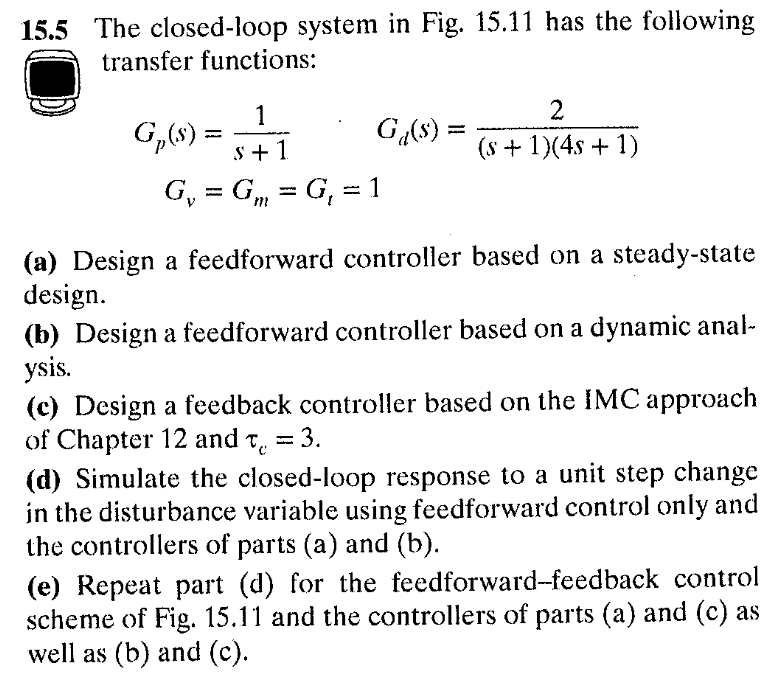 15.5 The closed-loop system in Fig. 15.11 has the following
transfer functions:
G_p(s) = 1/(s + 1) G_d(s) = 2/((s + 1)(4s + 1))
G_v = G_m = G_t = 1
(a) Design a feedforward controller based on a steady-state
design.
(b) Design a feedforward controller based on a dynamic anal-
ysis.
(c) Design a feedback controller based on the IMC approach
of Chapter 12 and τ_c = 3.
(d) Simulate the closed-loop response to a unit step change
in the disturbance variable using feedforward control only and
the controllers of parts (a) and (b).
(e) Repeat part (d) for the feedforward–feedback control
scheme of Fig. 15.11 and the controllers of parts (a) and (c) as
well as (b) and (c).